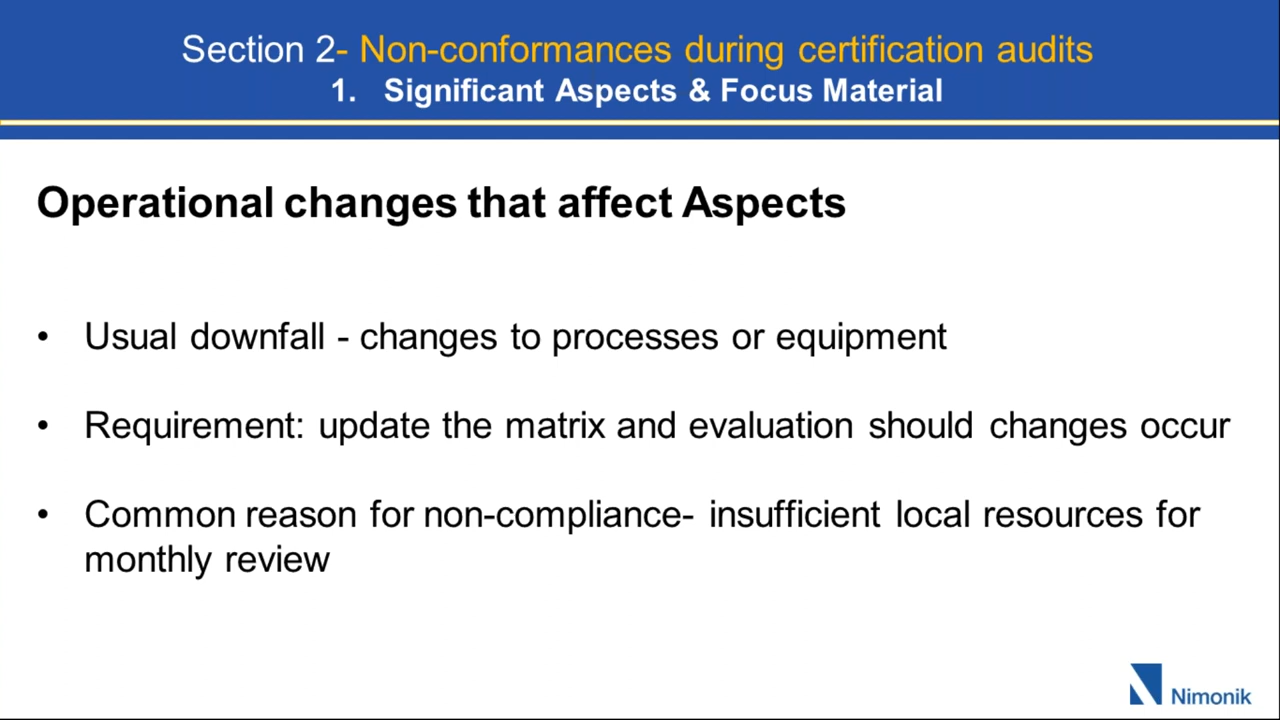 Section 2- Non-conformances during certification audits
1. Significant Aspects & Focus Material
Operational changes that affect Aspects
• Usual downfall - changes to processes or equipment
• Requirement: update the matrix and evaluation should changes occur
• Common reason for non-compliance- insufficient local resources for
monthly review
Nimonik